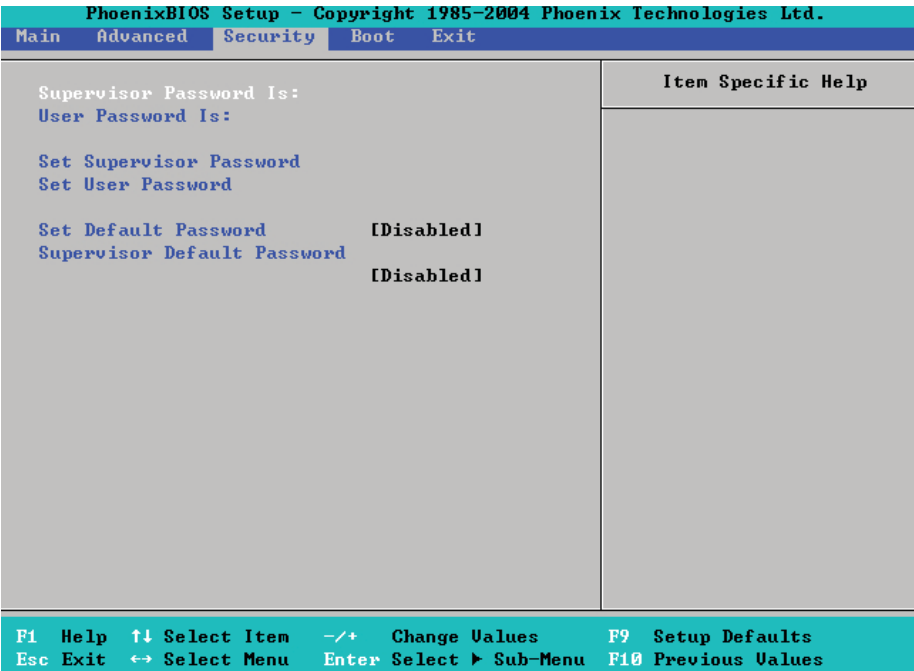 PhoenixBIOS Setup - Copyright 1985-2004 Phoenix Technologies Ltd.
Main Advanced Security Boot Exit
Supervisor Password Is:
User Password Is:
Set Supervisor Password
Set User Password
Set Default Password [Disabled]
Supervisor Default Password
[Disabled]
Item Specific Help
F1 Help ↑↓ Select Item -/+ Change Values F9 Setup Defaults
Esc Exit ↔ Select Menu Enter Select ▶ Sub-Menu F10 Previous Values